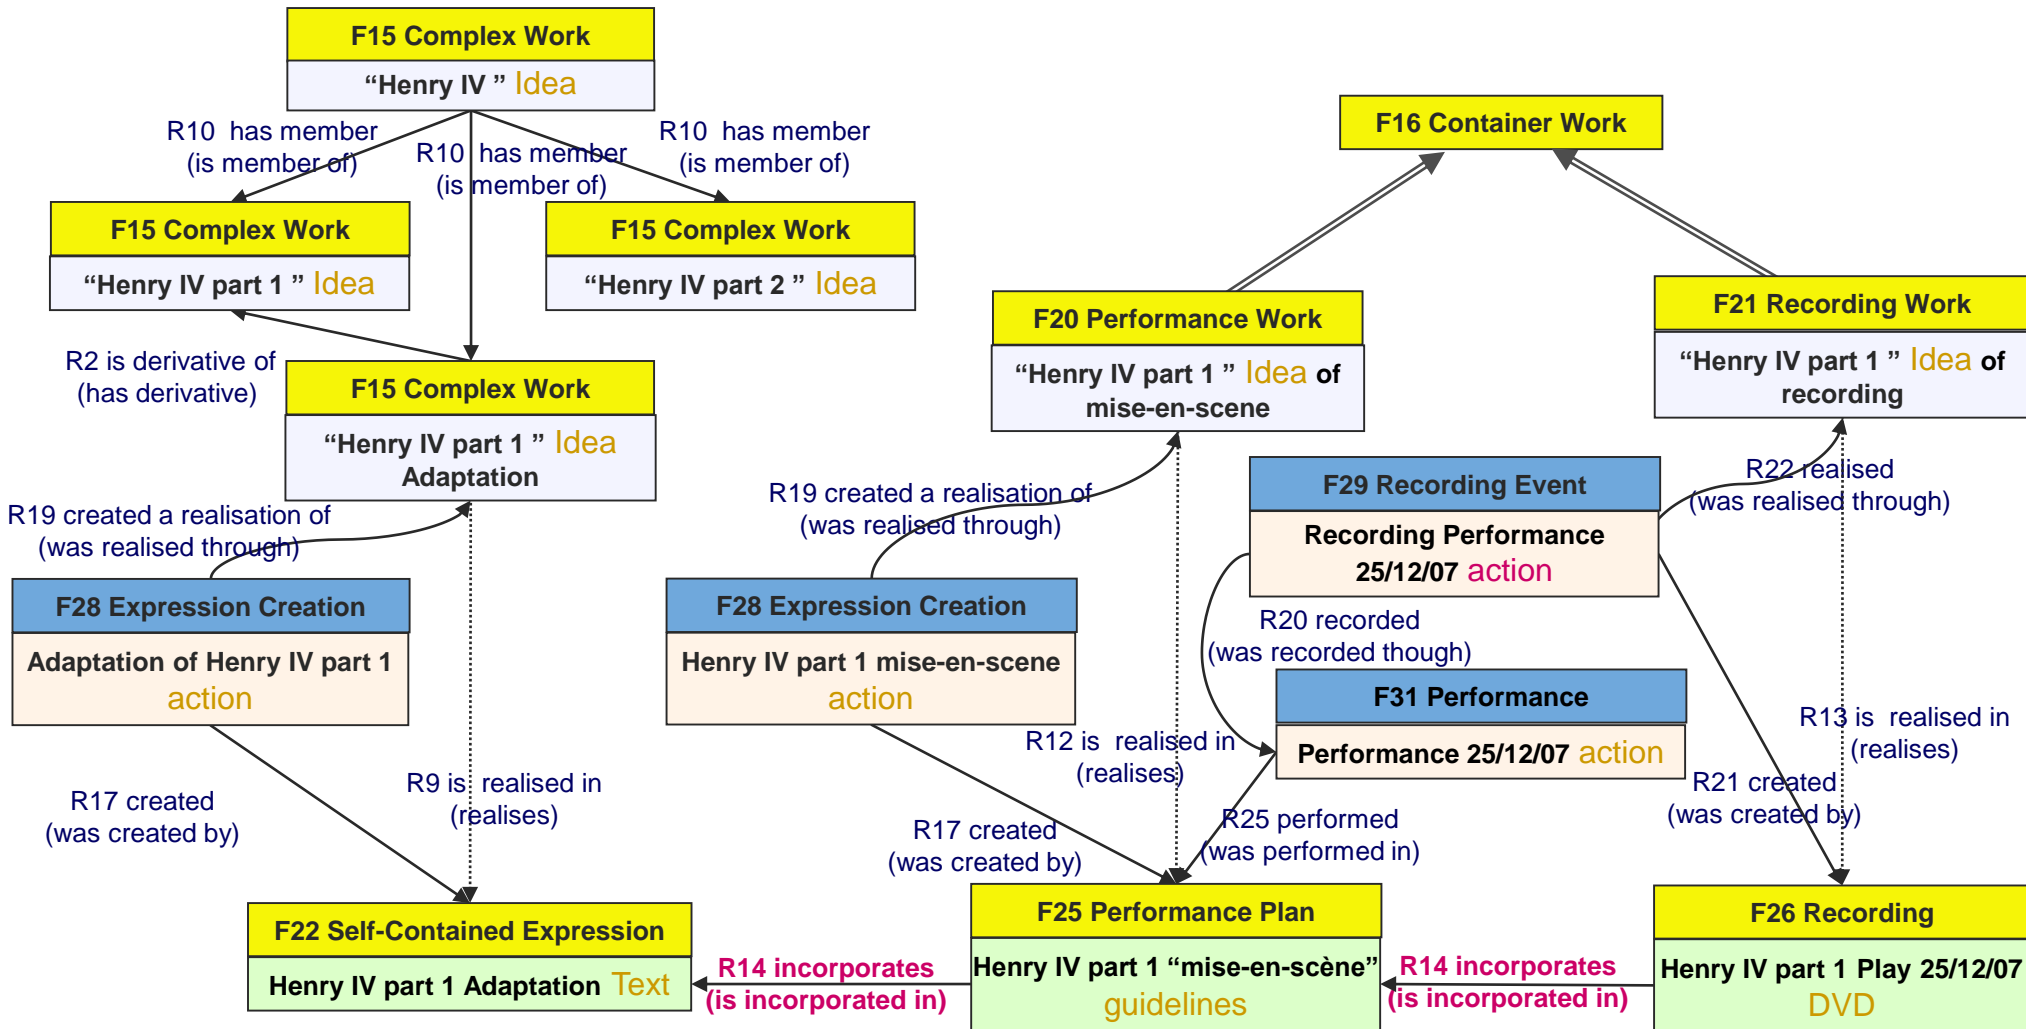 F15 Complex Work
“Henry IV ” Idea
R10  has member
(is member of)
R10  has member
(is member of)
R10  has member
(is member of)
F16 Container Work
F15 Complex Work
“Henry IV part 1 ” Idea
F15 Complex Work
“Henry IV part 2 ” Idea
R2 is derivative of
(has derivative)
F15 Complex Work
“Henry IV part 1 ” Idea
Adaptation
F20 Performance Work
“Henry IV part 1 ” Idea of
mise-en-scene
F21 Recording Work
“Henry IV part 1 ” Idea of
recording
R19 created a realisation of
(was realised through)
R19 created a realisation of
(was realised through)
F29 Recording Event
Recording Performance
25/12/07 action
R22 realised
(was realised through)
F28 Expression Creation
Adaptation of Henry IV part 1
action
F28 Expression Creation
Henry IV part 1 mise-en-scene
action
R20 recorded
(was recorded though)
F31 Performance
Performance 25/12/07 action
R17 created
(was created by)
R9 is  realised in
(realises)
R12 is  realised in
(realises)
R13 is  realised in
(realises)
R17 created
(was created by)
R25 performed
(was performed in)
R21 created
(was created by)
F22 Self-Contained Expression
Henry IV part 1 Adaptation Text
R14 incorporates
(is incorporated in)
F25 Performance Plan
Henry IV part 1 “mise-en-scène”
guidelines
R14 incorporates
(is incorporated in)
F26 Recording
Henry IV part 1 Play 25/12/07
DVD